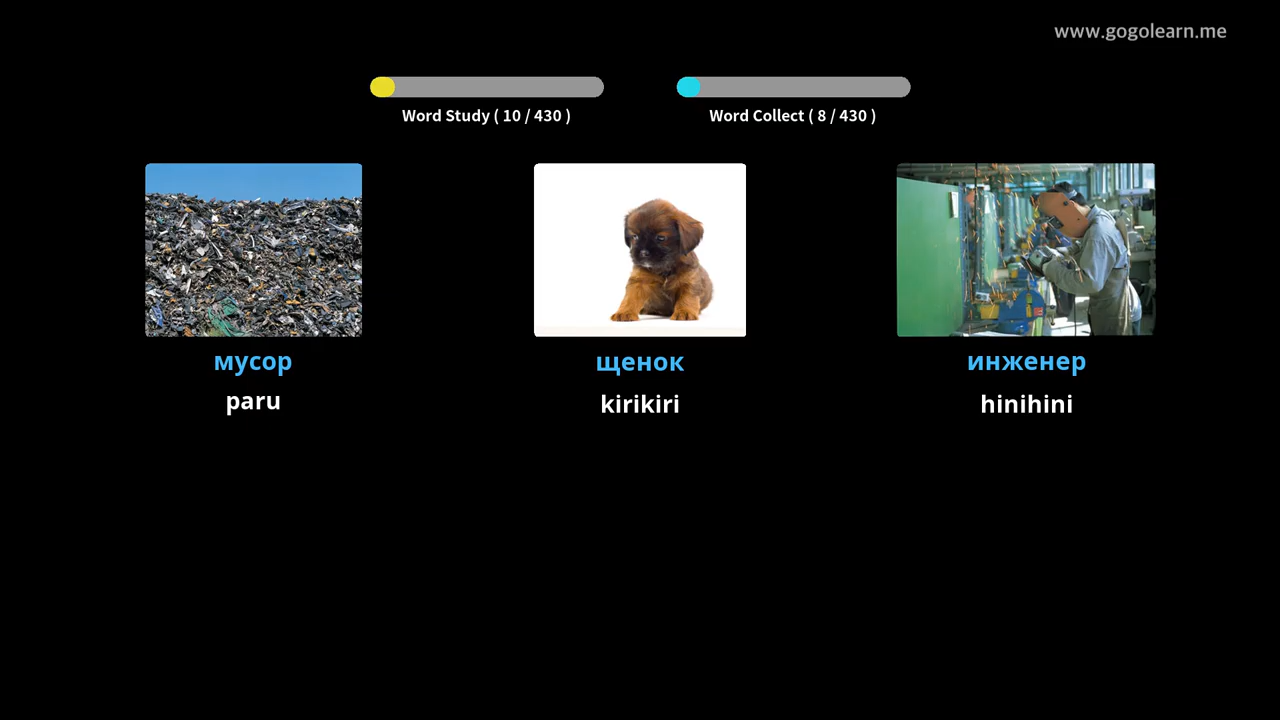 www.gogolearn.me
Word Study ( 10 / 430 )
Word Collect ( 8 / 430 )
мусор
щенок
инженер
paru
kirikiri
hinihini